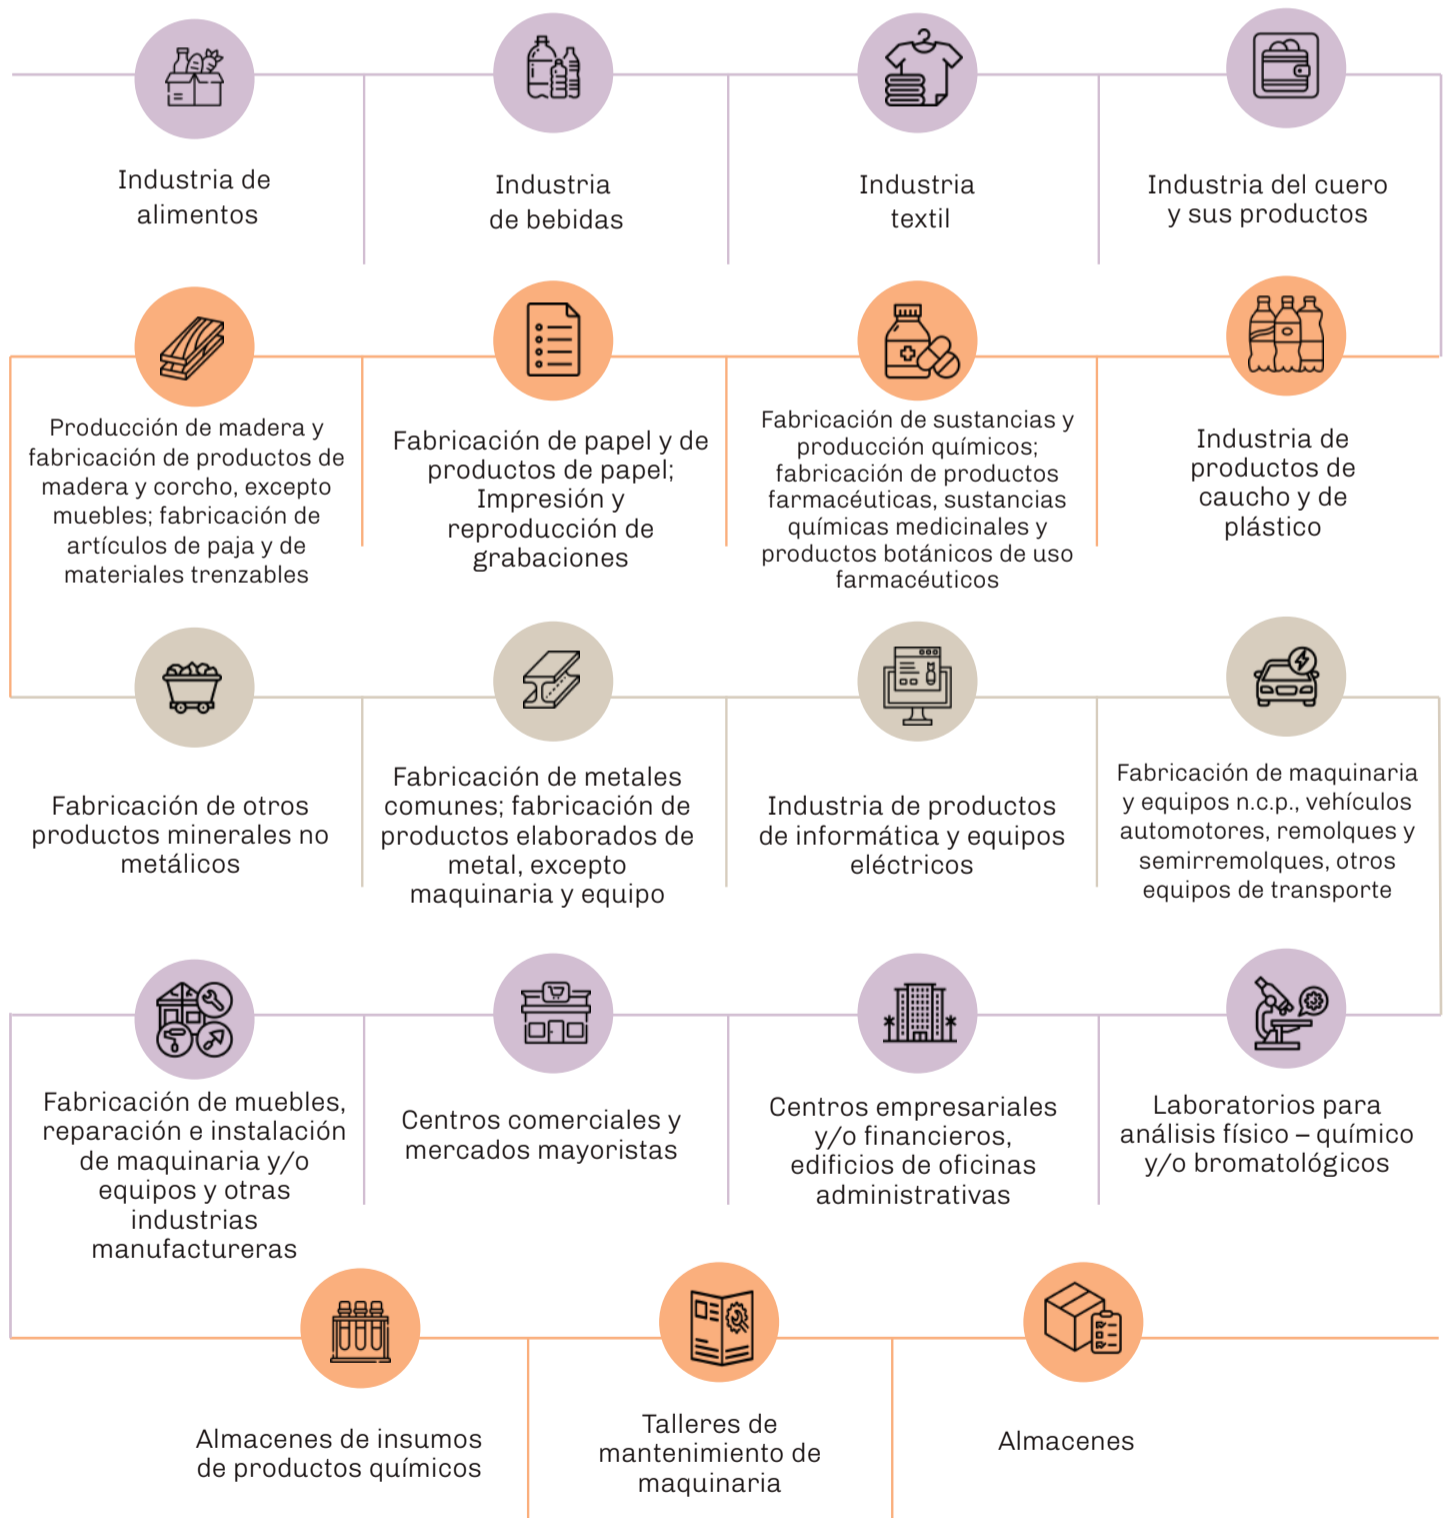 Industria de
alimentos
Industria
de bebidas
Industria
textil
Industria del cuero
y sus productos
Producción de madera y
fabricación de productos de
madera y corcho, excepto
muebles; fabricación de
artículos de paja y de
materiales trenzables
Fabricación de papel y de
productos de papel;
Impresión y
reproducción de
grabaciones
Fabricación de sustancias y
producción químicos;
fabricación de productos
farmacéuticas, sustancias
químicas medicinales y
productos botánicos de uso
farmacéuticos
Industria de
productos de
caucho y de
plástico
Fabricación de otros
productos minerales no
metálicos
Fabricación de metales
comunes; fabricación de
productos elaborados de
metal, excepto
maquinaria y equipo
Industria de productos
de informática y equipos
eléctricos
Fabricación de maquinaria
y equipos n.c.p., vehículos
automotores, remolques y
semirremolques, otros
equipos de transporte
Fabricación de muebles,
reparación e instalación
de maquinaria y/o
equipos y otras
industrias
manufactureras
Centros comerciales y
mercados mayoristas
Centros empresariales
y/o financieros,
edificios de oficinas
administrativas
Laboratorios para
análisis físico – químico
y/o bromatológicos
Almacenes de insumos
de productos químicos
Talleres de
mantenimiento de
maquinaria
Almacenes